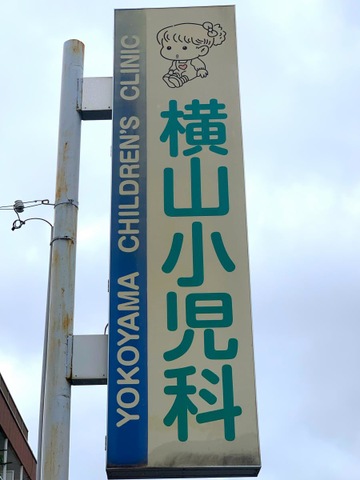 横山小児科
YOKOYAMA CHILDREN'S CLINIC